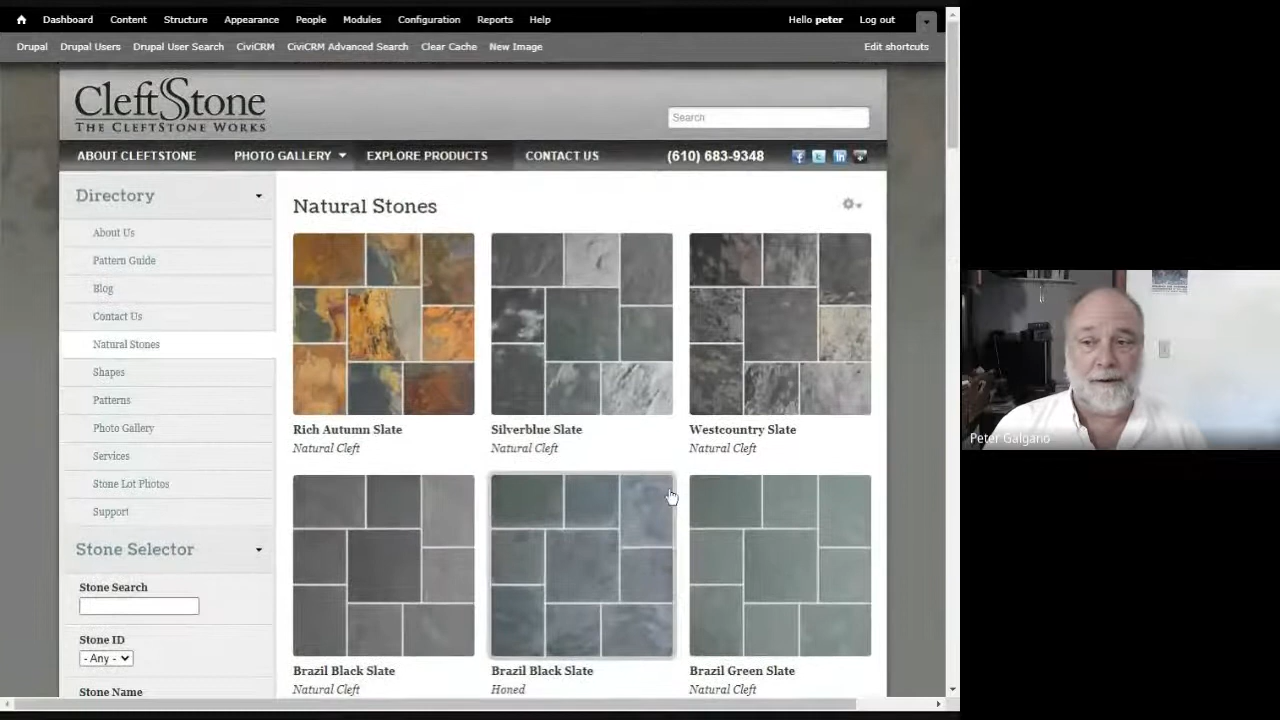 Dashboard Content Structure Appearance People Modules Configuration Reports Help Hello peter Log out
Drupal Drupal Users Drupal User Search CiviCRM CiviCRM Advanced Search Clear Cache New Image Edit shortcuts
CleftStone
THE CLEFTSTONE WORKS
Search
ABOUT CLEFTSTONE PHOTO GALLERY EXPLORE PRODUCTS CONTACT US (610) 683-9348
Directory
About Us
Pattern Guide
Blog
Contact Us
Natural Stones
Shapes
Patterns
Photo Gallery
Services
Stone Lot Photos
Support
Stone Selector
Stone Search
Stone ID
- Any -
Stone Name
Natural Stones
Rich Autumn Slate
Natural Cleft
Silverblue Slate
Natural Cleft
Westcountry Slate
Natural Cleft
Brazil Black Slate
Natural Cleft
Brazil Black Slate
Honed
Brazil Green Slate
Natural Cleft
Peter Galgano